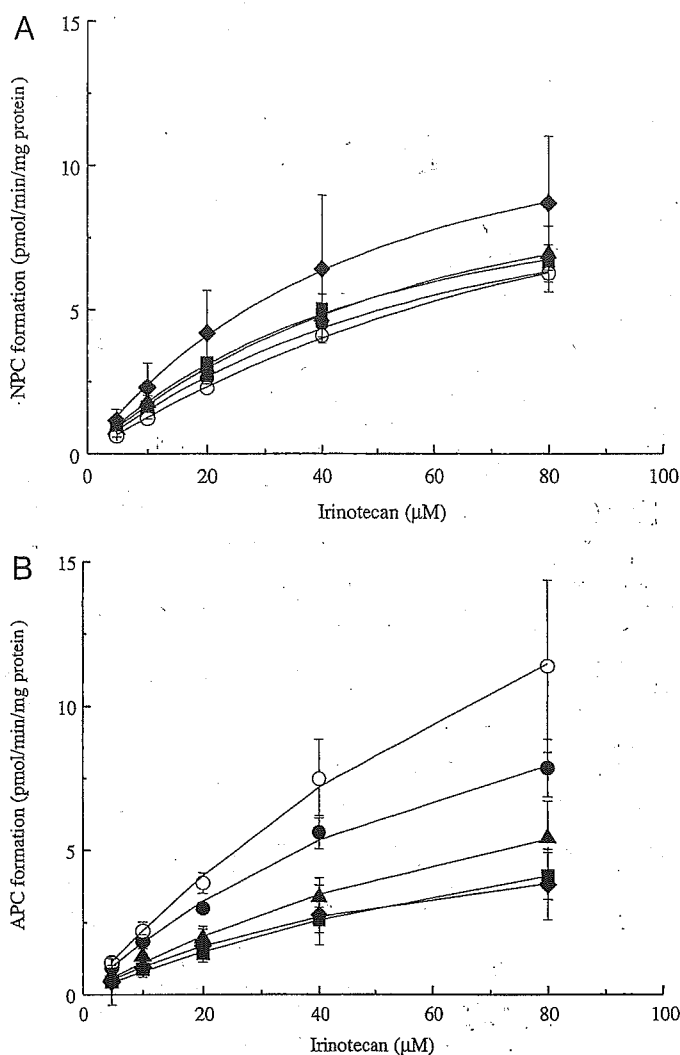 A
15
10
5
0
NPC formation (pmol/min/mg protein)
0 20 40 60 80 100
Irinotecan (μM)
B
15
10
5
0
APC formation (pmol/min/mg protein)
0 20 40 60 80 100
Irinotecan (μM)